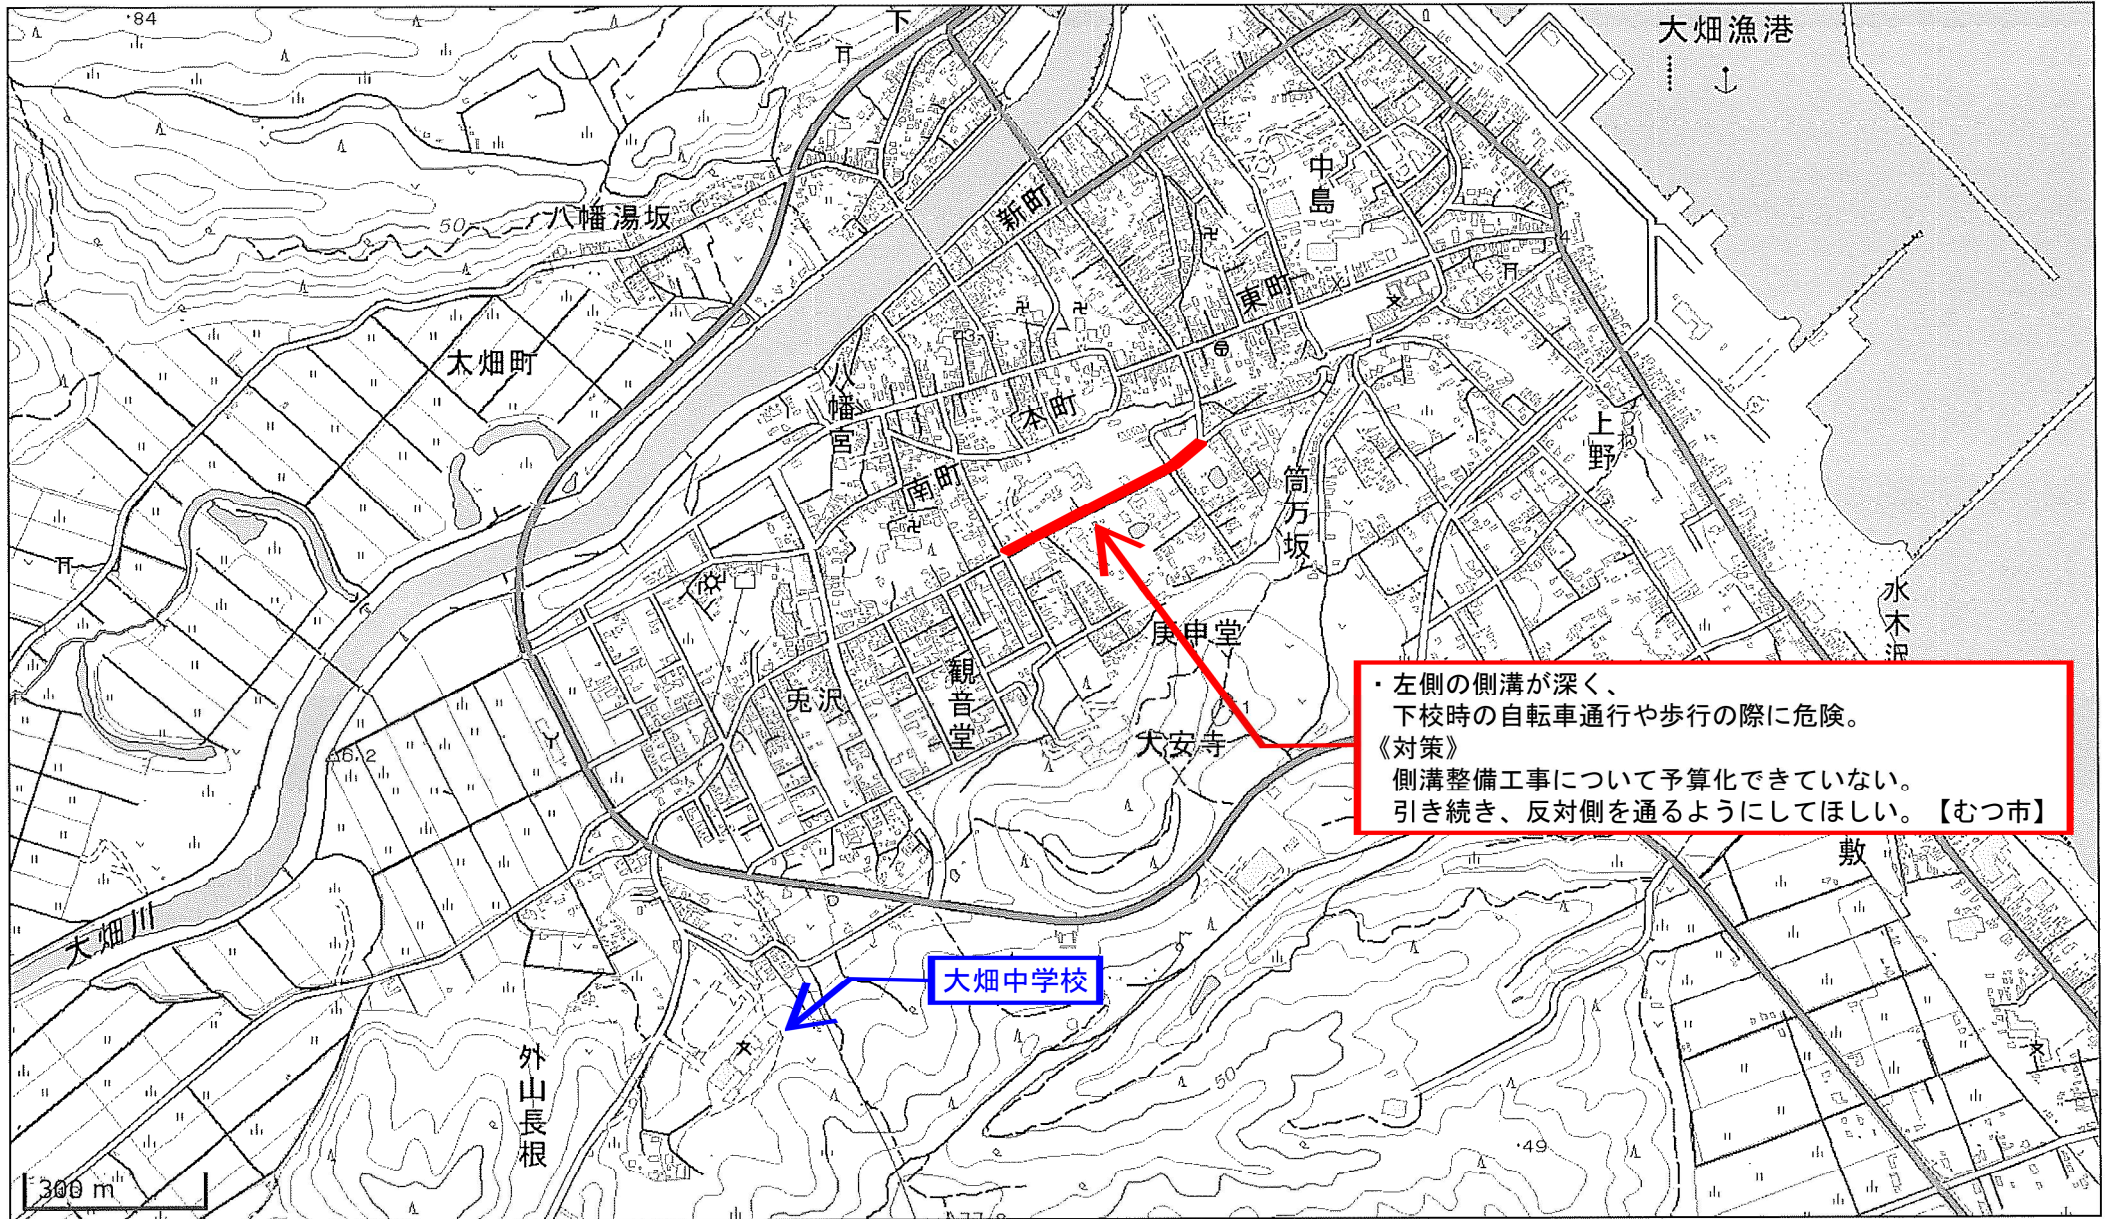 ・84
下
大畑漁港
中島
新町
八幡湯坂
50
東町
大畑町
八幡宮
本町
上野
南町
筒万坂
水木沢
庚申堂
観音堂
兎沢
大安寺
・左側の側溝が深く、
下校時の自転車通行や歩行の際に危険。
《対策》
側溝整備工事について予算化できていない。
引き続き、反対側を通るようにしてほしい。【むつ市】
6.2
敷
大畑川
大畑中学校
外山長根
50
・49
300 m